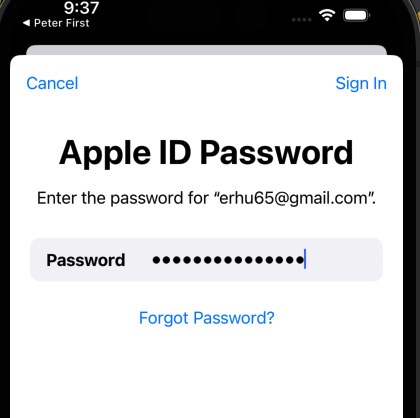 9:37
◀ Peter First
Cancel
Sign In
Apple ID Password
Enter the password for “erhu65@gmail.com”.
Password ●●●●●●●●●●●●●●●
Forgot Password?